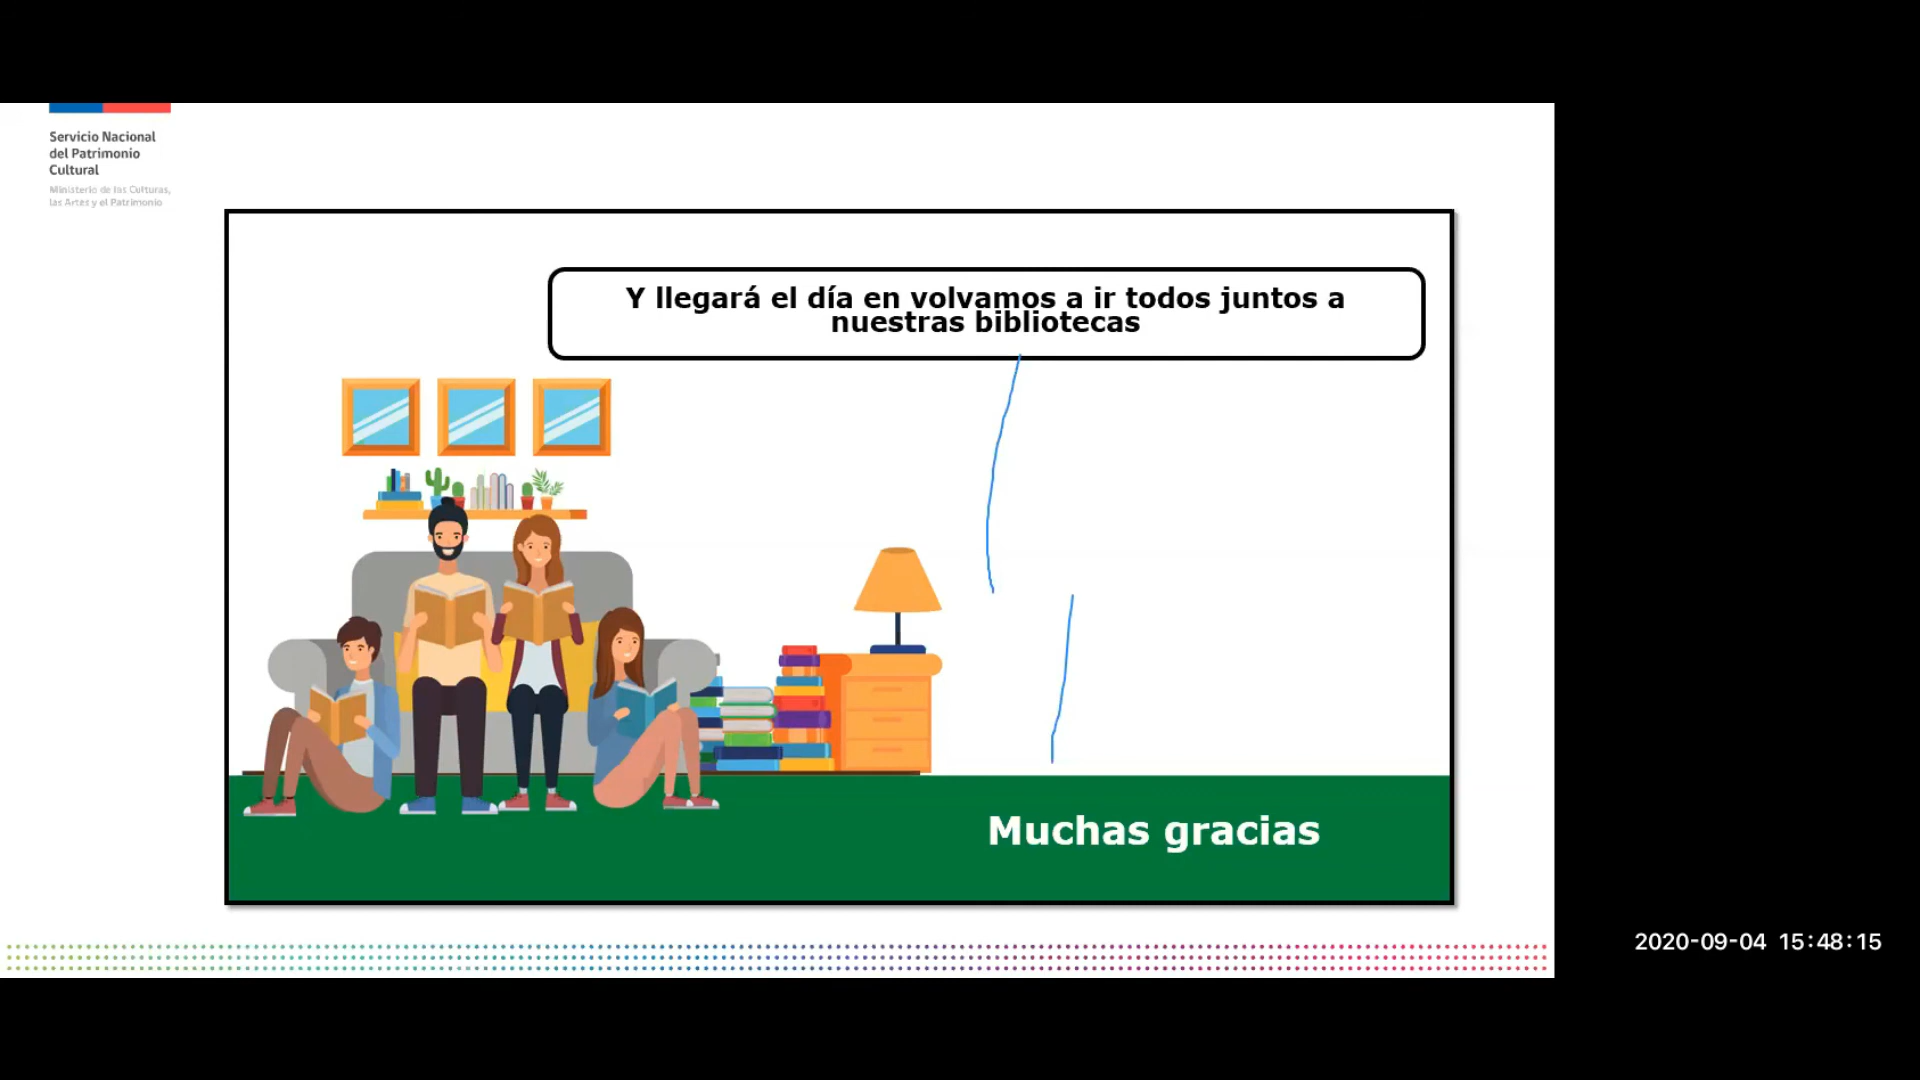 Servicio Nacional
del Patrimonio
Cultural
Ministerio de las Culturas,
las Artes y el Patrimonio
Y llegará el día en volvamos a ir todos juntos a
nuestras bibliotecas
Muchas gracias
2020-09-04 15:48:15